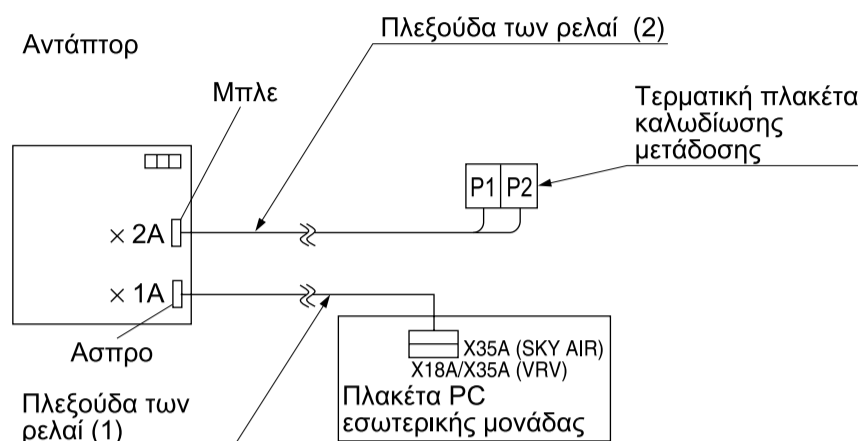 Αντάπτορ
Πλεξούδα των ρελαί (2)
Μπλε
Τερματική πλακέτα
καλωδίωσης
μετάδοσης
P1 P2
× 2A
× 1A
Ασπρο
X35A (SKY AIR)
X18A/X35A (VRV)
Πλακέτα PC
εσωτερικής μονάδας
Πλεξούδα των
ρελαί (1)